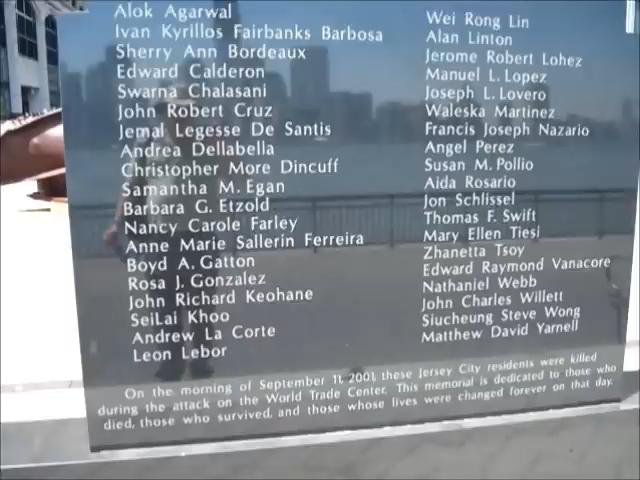 Alok Agarwal
Ivan Kyrillos Fairbanks Barbosa
Sherry Ann Bordeaux
Edward Calderon
Swarna Chalasani
John Robert Cruz
Jemal Legesse De Santis
Andrea Dellabella
Christopher More Dincuff
Samantha M. Egan
Barbara G. Etzold
Nancy Carole Farley
Anne Marie Sallerin Ferreira
Boyd A. Gatton
Rosa J. Gonzalez
John Richard Keohane
SeiLai Khoo
Andrew La Corte
Leon Lebor
Wei Rong Lin
Alan Linton
Jerome Robert Lohez
Manuel L. Lopez
Joseph L. Lovero
Waleska Martinez
Francis Joseph Nazario
Angel Perez
Susan M. Pollio
Aida Rosario
Jon Schlissel
Thomas F. Swift
Mary Ellen Tiesi
Zhanetta Tsoy
Edward Raymond Vanacore
Nathaniel Webb
John Charles Willett
Siucheung Steve Wong
Matthew David Yarnell
On the morning of September 11, 2001, these Jersey City residents were killed
during the attack on the World Trade Center. This memorial is dedicated to those who
died, those who survived, and those whose lives were changed forever on that day.